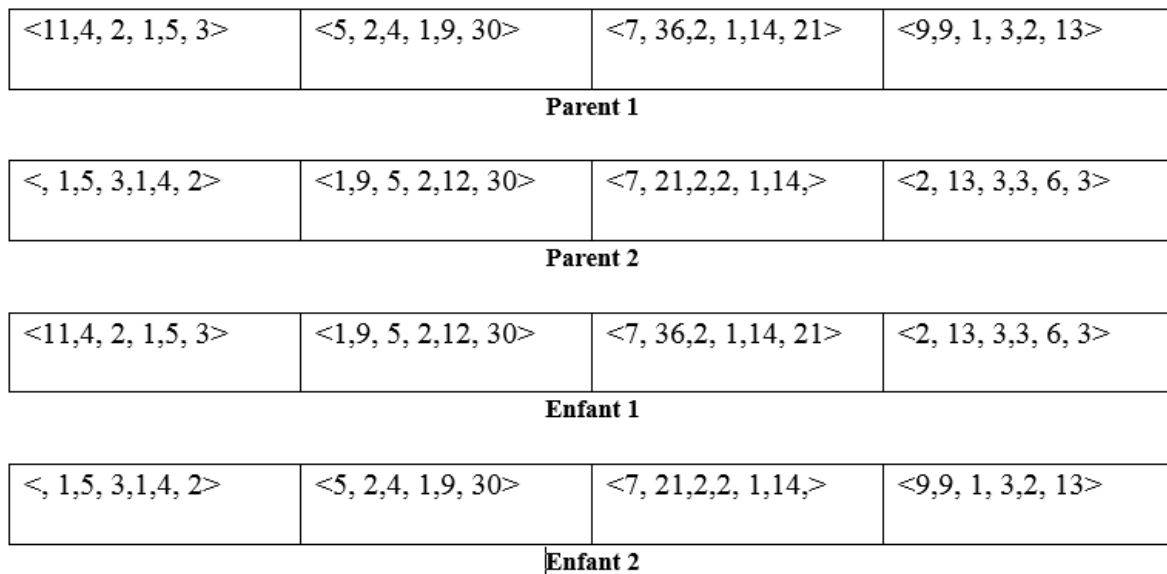 <11,4, 2, 1,5, 3> <5, 2,4, 1,9, 30> <7, 36,2, 1,14, 21> <9,9, 1, 3,2, 13>
Parent 1
<, 1,5, 3,1,4, 2> <1,9, 5, 2,12, 30> <7, 21,2,2, 1,14,> <2, 13, 3,3, 6, 3>
Parent 2
<11,4, 2, 1,5, 3> <1,9, 5, 2,12, 30> <7, 36,2, 1,14, 21> <2, 13, 3,3, 6, 3>
Enfant 1
<, 1,5, 3,1,4, 2> <5, 2,4, 1,9, 30> <7, 21,2,2, 1,14,> <9,9, 1, 3,2, 13>
Enfant 2